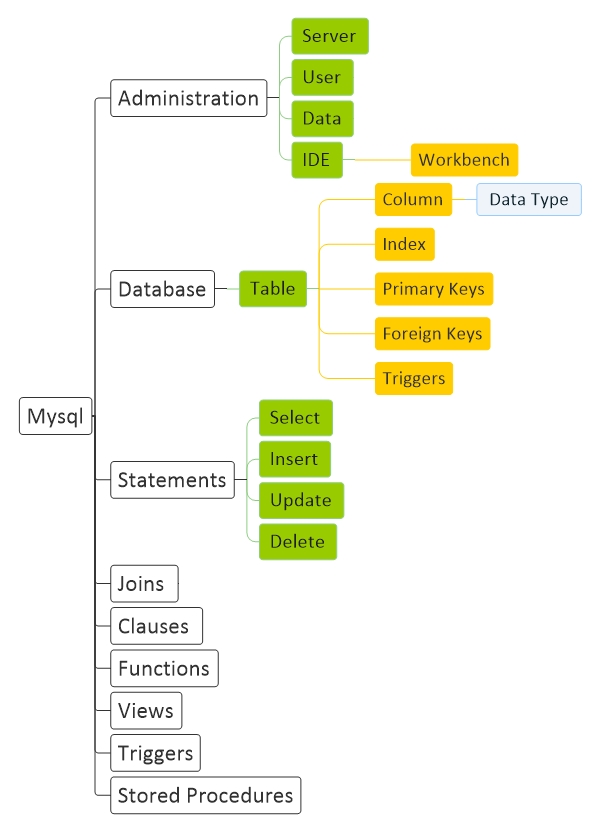 Mysql
Administration
Server
User
Data
IDE
Workbench
Database
Table
Column
Data Type
Index
Primary Keys
Foreign Keys
Triggers
Statements
Select
Insert
Update
Delete
Joins
Clauses
Functions
Views
Triggers
Stored Procedures